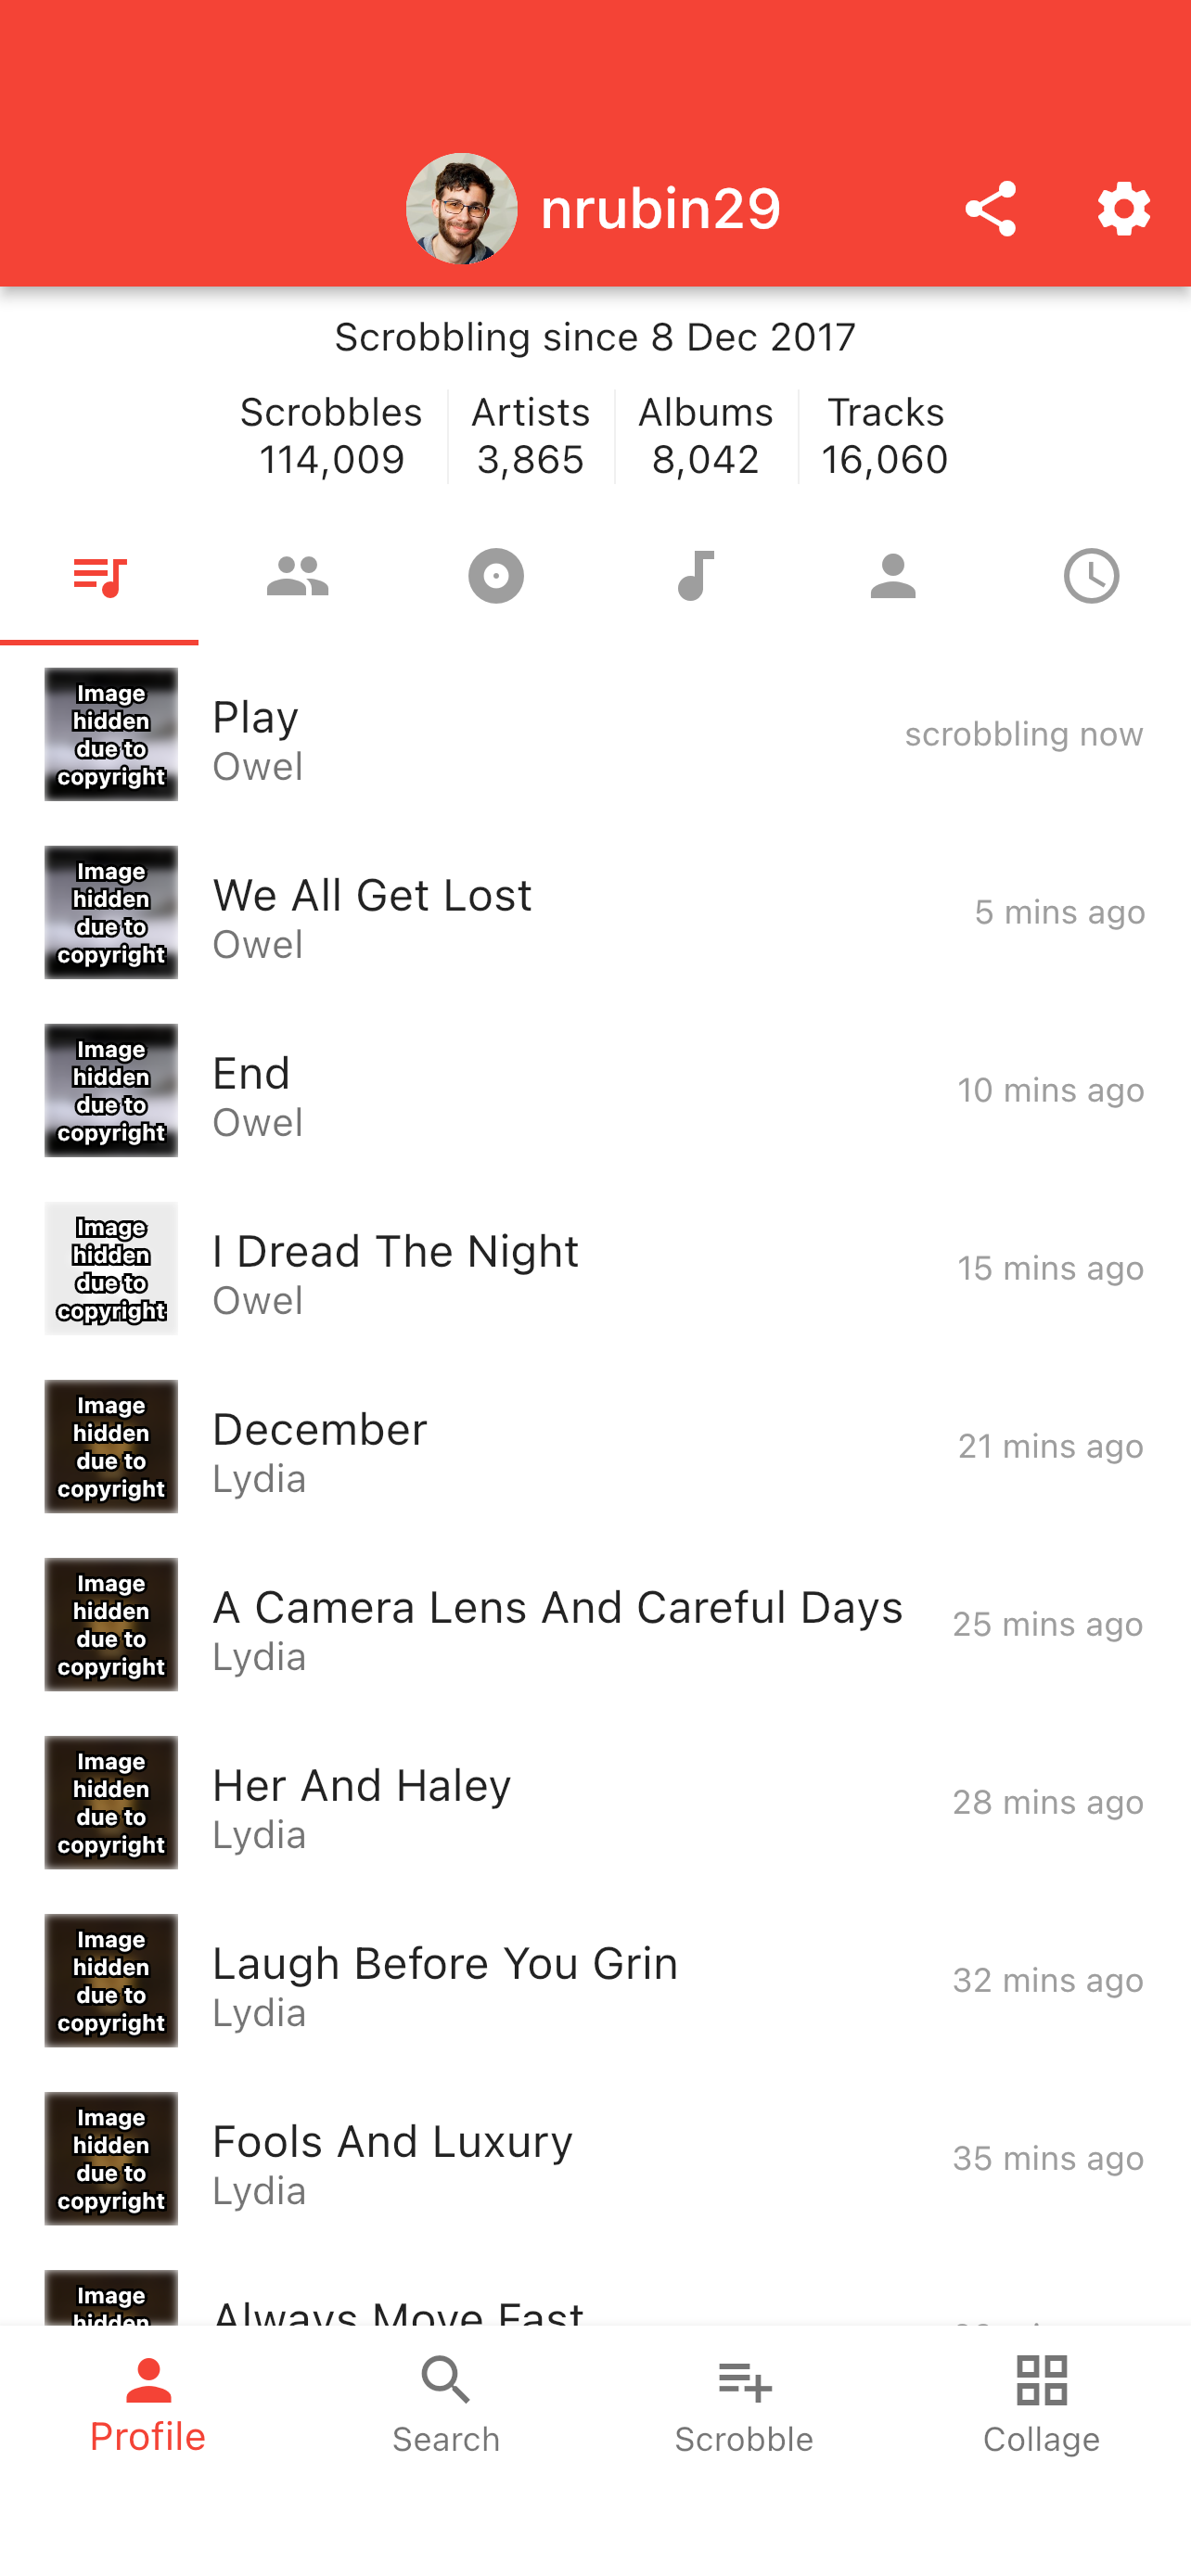 nrubin29
Scrobbling since 8 Dec 2017
Scrobbles Artists Albums Tracks
114,009 3,865 8,042 16,060
Image
hidden
due to
copyright
Play
Owel
scrobbling now
Image
hidden
due to
copyright
We All Get Lost
Owel
5 mins ago
Image
hidden
due to
copyright
End
Owel
10 mins ago
Image
hidden
due to
copyright
I Dread The Night
Owel
15 mins ago
Image
hidden
due to
copyright
December
Lydia
21 mins ago
Image
hidden
due to
copyright
A Camera Lens And Careful Days
Lydia
25 mins ago
Image
hidden
due to
copyright
Her And Haley
Lydia
28 mins ago
Image
hidden
due to
copyright
Laugh Before You Grin
Lydia
32 mins ago
Image
hidden
due to
copyright
Fools And Luxury
Lydia
35 mins ago
Image
hidden
Always Move Fast
Profile Search Scrobble Collage